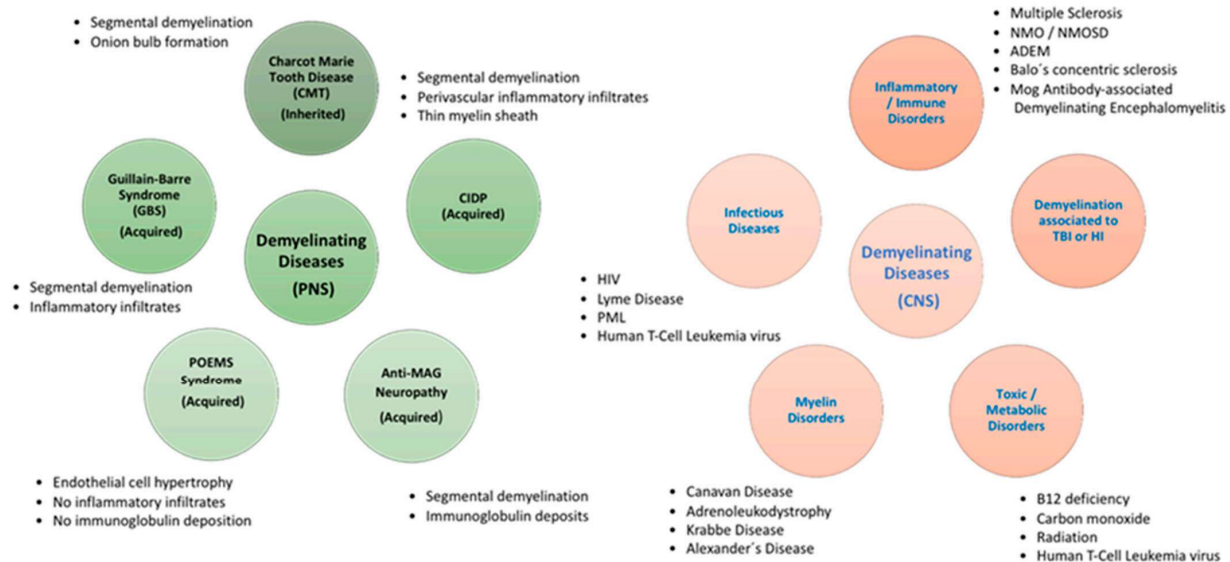 • Segmental demyelination
• Onion bulb formation
Charcot Marie
Tooth Disease
(CMT)
(Inherited)
• Segmental demyelination
• Perivascular inflammatory infiltrates
• Thin myelin sheath
Guillain-Barre
Syndrome
(GBS)
(Acquired)
CIDP
(Acquired)
Demyelinating
Diseases
(PNS)
• Segmental demyelination
• Inflammatory infiltrates
POEMS
Syndrome
(Acquired)
Anti-MAG
Neuropathy
(Acquired)
• Endothelial cell hypertrophy
• No inflammatory infiltrates
• No immunoglobulin deposition
• Segmental demyelination
• Immunoglobulin deposits
• Multiple Sclerosis
• NMO / NMOSD
• ADEM
• Balo´s concentric sclerosis
• Mog Antibody-associated
Demyelinating Encephalomyelitis
Inflammatory
/ Immune
Disorders
Infectious
Diseases
Demyelination
associated to
TBI or HI
Demyelinating
Diseases
(CNS)
• HIV
• Lyme Disease
• PML
• Human T-Cell Leukemia virus
Myelin
Disorders
Toxic /
Metabolic
Disorders
• Canavan Disease
• Adrenoleukodystrophy
• Krabbe Disease
• Alexander´s Disease
• B12 deficiency
• Carbon monoxide
• Radiation
• Human T-Cell Leukemia virus